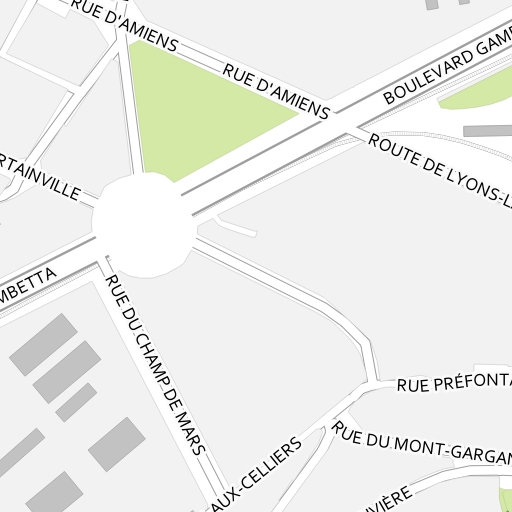 RUE D'AMIENS
RUE D'AMIENS
BOULEVARD GAM
ROUTE DE LYONS-L
RTAINVILLE
MBETTA
RUE DU CHAMP DE MARS
RUE PRÉFONTA
RUE DU MONT-GARGAN
AUX-CELLIERS
VIÈRE